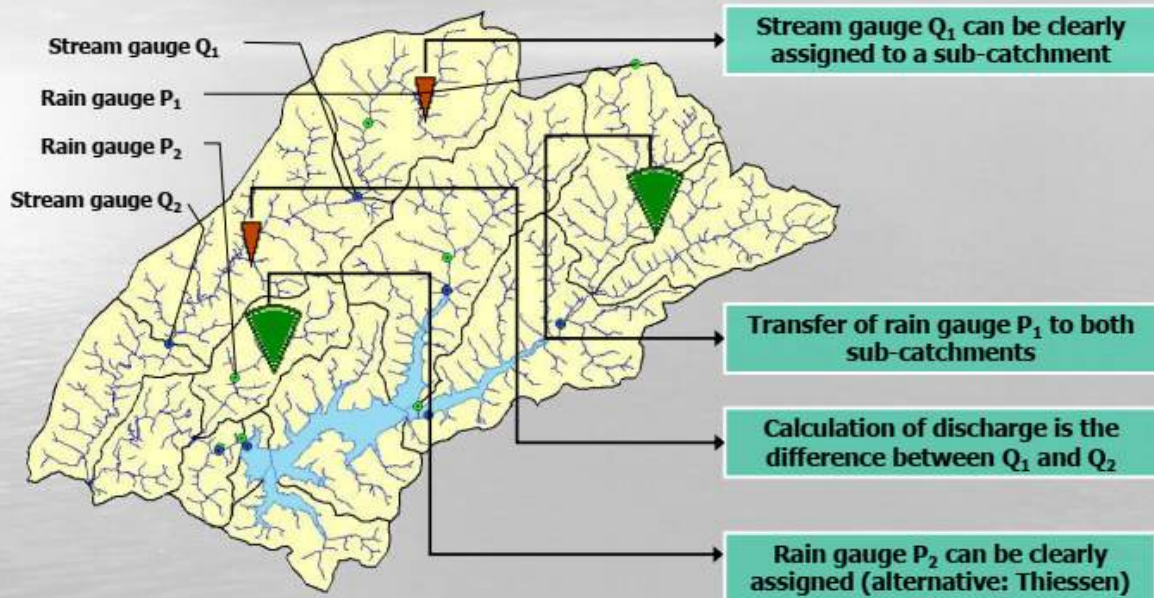 Stream gauge Q₁
Rain gauge P₁
Rain gauge P₂
Stream gauge Q₂
Stream gauge Q₁ can be clearly
assigned to a sub-catchment
Transfer of rain gauge P₁ to both
sub-catchments
Calculation of discharge is the
difference between Q₁ and Q₂
Rain gauge P₂ can be clearly
assigned (alternative: Thiessen)